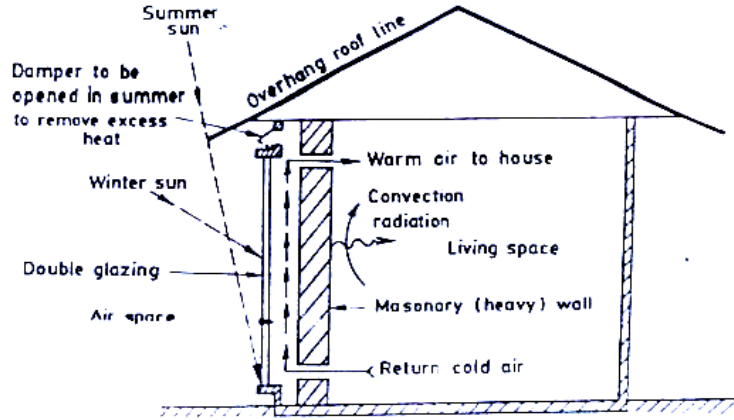 Summer
sun
Damper to be
opened in summer
to remove excess
heat
Overhang roof line
Winter sun
Double glazing
Air space
Warm air to house
Convection
radiation
Living space
Masonary (heavy) wall
Return cold air